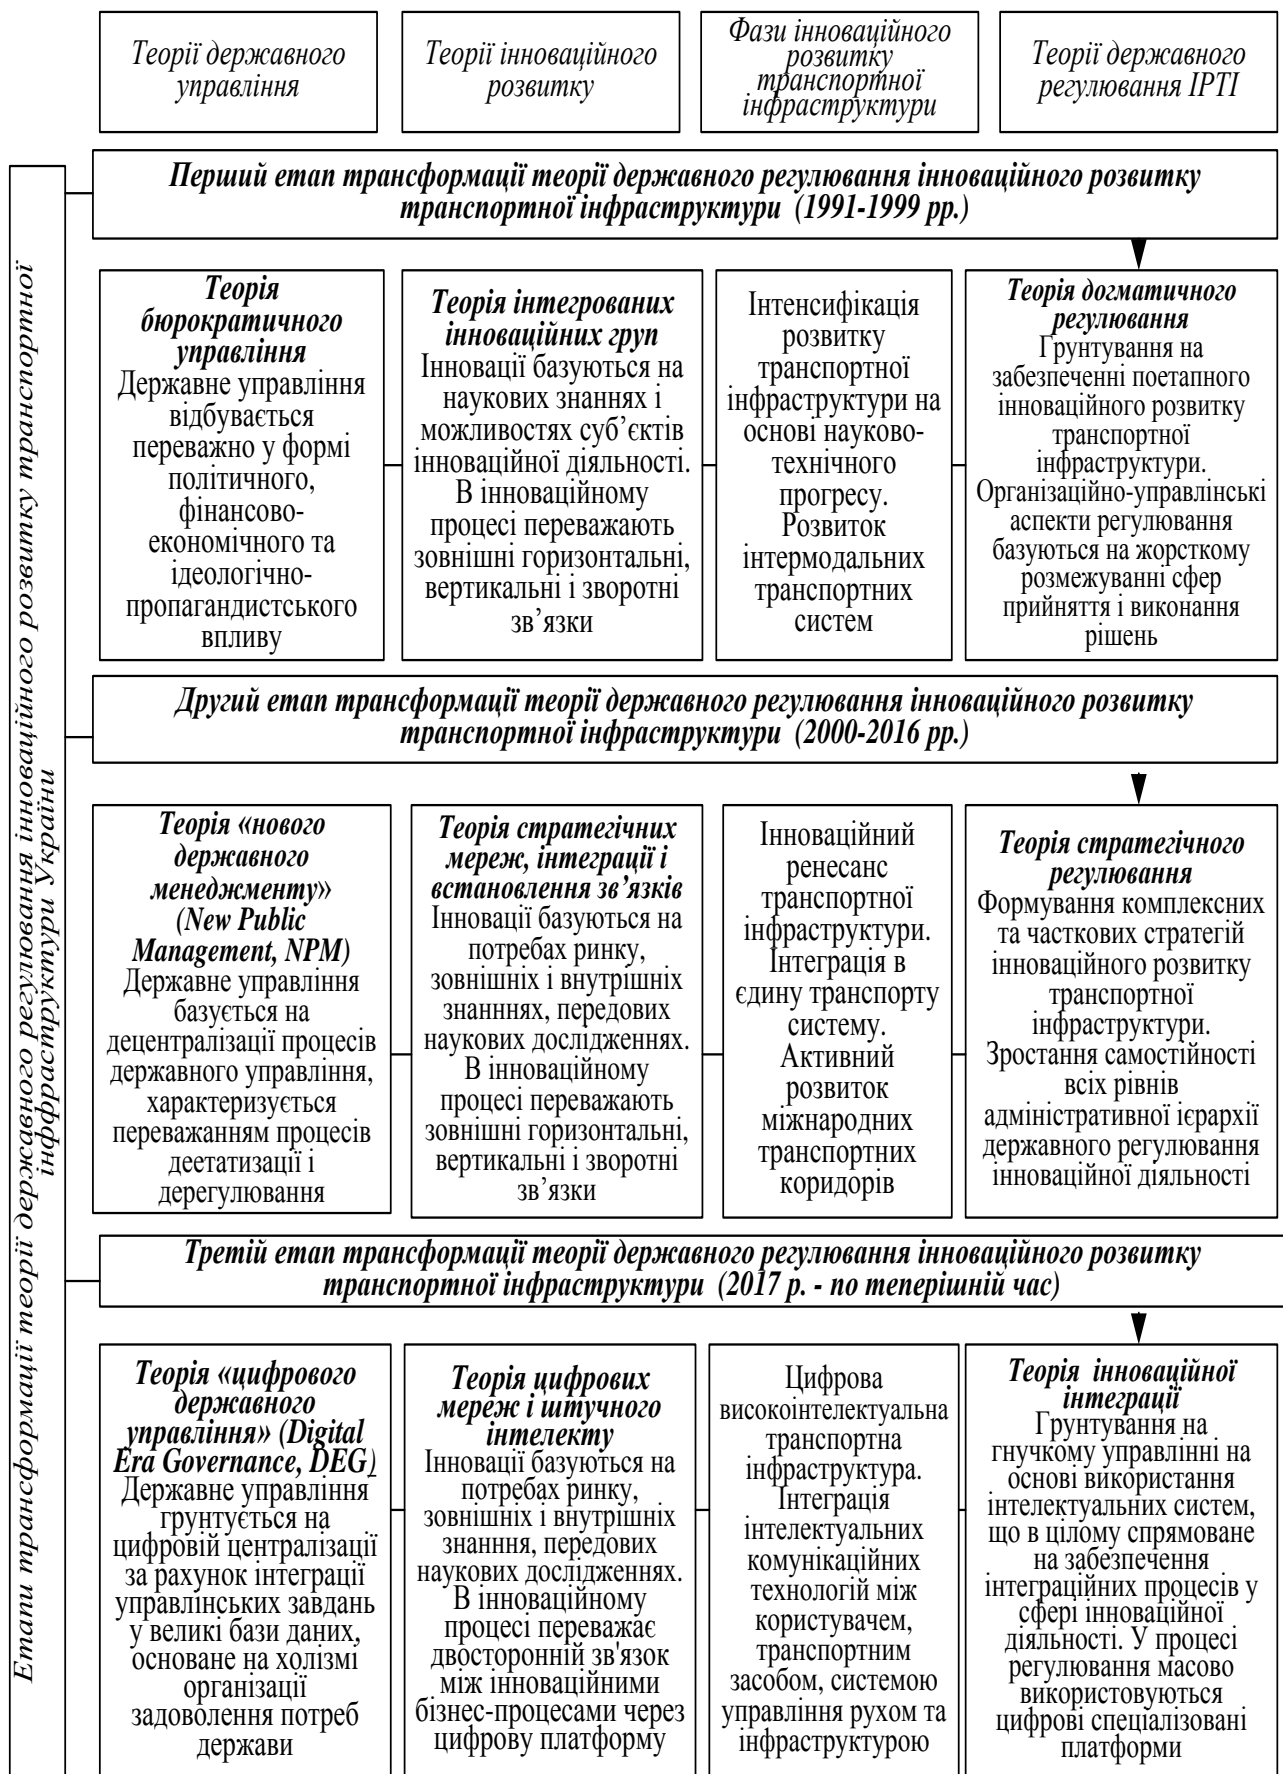 Теорії державного
управління
Теорії інноваційного
розвитку
Фази інноваційного
розвитку
транспортної
інфраструктури
Теорії державного
регулювання ІРТІ
Етапи трансформації теорії державного регулювання інноваційного розвитку транспортної
інфраструктури України
Перший етап трансформації теорії державного регулювання інноваційного розвитку
транспортної інфраструктури (1991-1999 рр.)
Теорія
бюрократичного
управління
Державне управління
відбувається
переважно у формі
політичного,
фінансово-
економічного та
ідеологічно-
пропагандистського
впливу
Теорія інтегрованих
інноваційних груп
Інновації базуються на
наукових знаннях і
можливостях суб’єктів
інноваційної діяльності.
В інноваційному
процесі переважають
зовнішні горизонтальні,
вертикальні і зворотні
зв’язки
Інтенсифікація
розвитку
транспортної
інфраструктури на
основі науково-
технічного
прогресу.
Розвиток
інтермодальних
транспортних
систем
Теорія догматичного
регулювання
Грунтування на
забезпеченні поетапного
інноваційного розвитку
транспортної
інфраструктури.
Організаційно-управлінські
аспекти регулювання
базуються на жорсткому
розмежуванні сфер
прийняття і виконання
рішень
Другий етап трансформації теорії державного регулювання інноваційного розвитку
транспортної інфраструктури (2000-2016 рр.)
Теорія «нового
державного
менеджменту»
(New Public
Management, NPM)
Державне управління
базується на
децентралізації процесів
державного управління,
характеризується
переважанням процесів
деетатизації і
дерегулювання
Теорія стратегічних
мереж, інтеграції і
встановлення зв’язків
Інновації базуються на
потребах ринку,
зовнішніх і внутрішніх
знанннях, передових
наукових дослідженнях.
В інноваційному
процесі переважають
зовнішні горизонтальні,
вертикальні і зворотні
зв’язки
Інноваційний
ренесанс
транспортної
інфраструктури.
Інтеграція в
єдину транспорту
систему.
Активний
розвиток
міжнародних
транспортних
коридорів
Теорія стратегічного
регулювання
Формування комплексних
та часткових стратегій
інноваційного розвитку
транспортної
інфраструктури.
Зростання самостійності
всіх рівнів
адміністративної ієрархії
державного регулювання
інноваційної діяльності
Третій етап трансформації теорії державного регулювання інноваційного розвитку
транспортної інфраструктури (2017 р. - по теперішній час)
Теорія «цифрового
державного
управління» (Digital
Era Governance, DEG)
Державне управління
грунтується на
цифровій централізації
за рахунок інтеграції
управлінських завдань
у великі бази даних,
основане на холізмі
організації
задоволення потреб
держави
Теорія цифрових
мереж і штучного
інтелекту
Інновації базуються на
потребах ринку,
зовнішніх і внутрішніх
знанння, передових
наукових дослідженнях.
В інноваційному
процесі переважає
двосторонній зв'язок
між інноваційними
бізнес-процесами через
цифрову платформу
Цифрова
високоінтелектуальна
транспортна
інфраструктура.
Інтеграція
інтелектуальних
комунікаційних
технологій між
користувачем,
транспортним
засобом, системою
управління рухом та
інфраструктурою
Теорія інноваційної
інтеграції
Грунтування на
гнучкому управлінні на
основі використання
інтелектуальних систем,
що в цілому спрямоване
на забезпечення
інтеграційних процесів у
сфері інноваційної
діяльності. У процесі
регулювання масово
використовуються
цифрові спеціалізовані
платформи